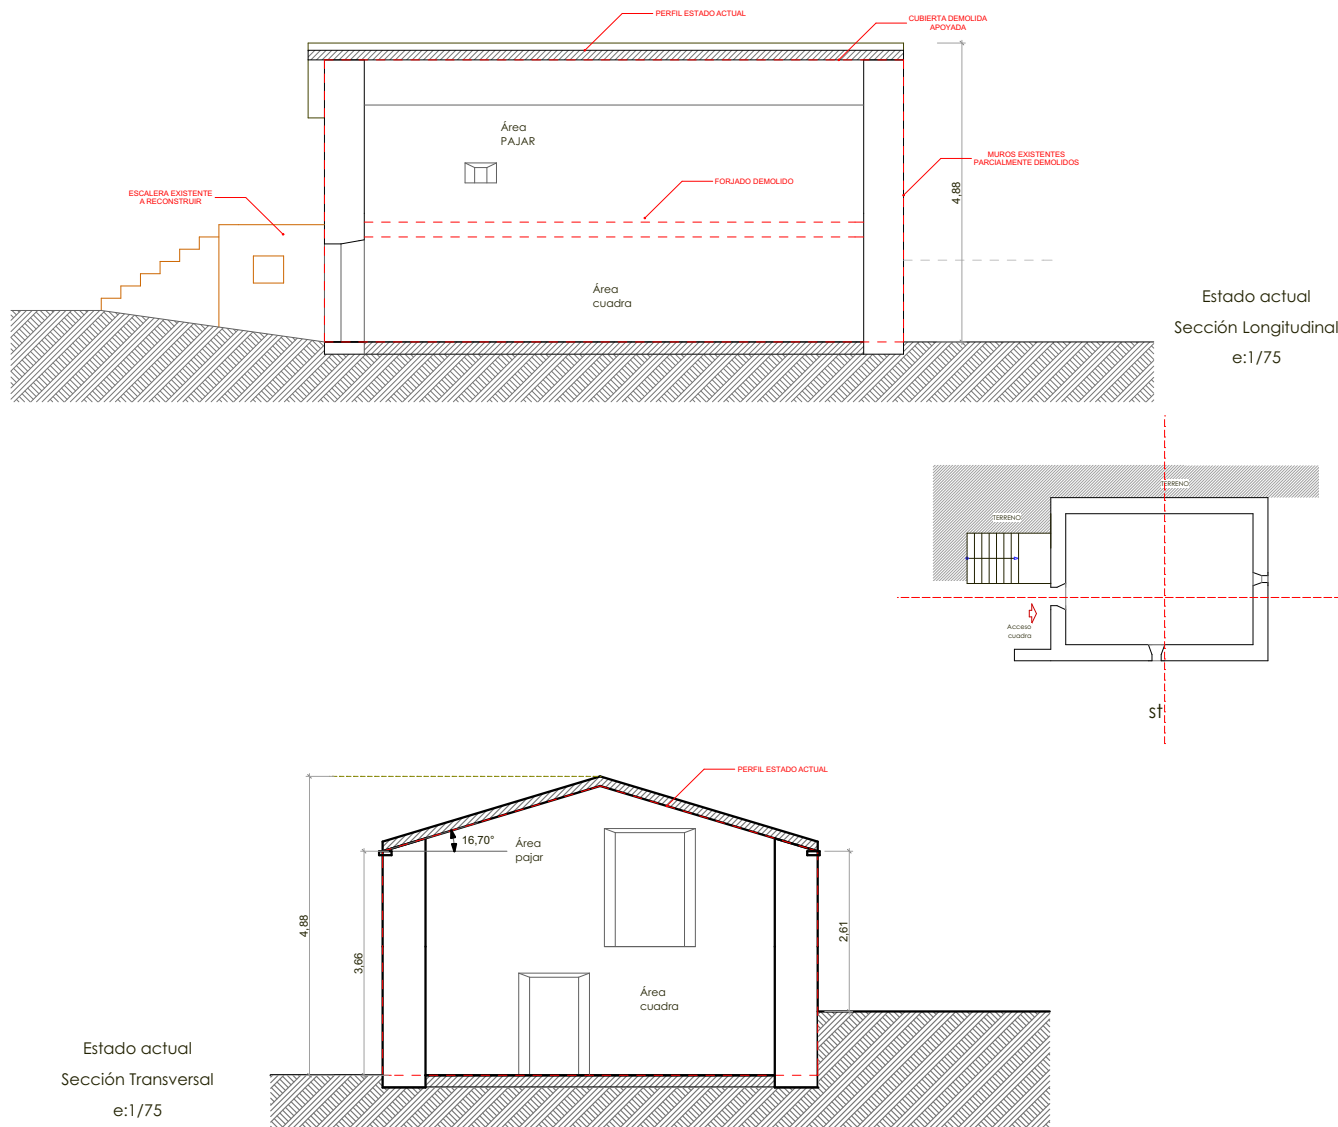 PERFIL ESTADO ACTUAL
CUBIERTA DEMOLIDA
APOYADA
Área
PAJAR
MUROS EXISTENTES
PARCIALMENTE DEMOLIDOS
FORJADO DEMOLIDO
ESCALERA EXISTENTE
A RECONSTRUIR
4,88
Área
cuadra
Estado actual
Sección Longitudinal
e:1/75
TERRENO
TERRENO
Acceso
cuadra
st
PERFIL ESTADO ACTUAL
16,70°
Área
pajar
4,88
3,66
2,61
Área
cuadra
Estado actual
Sección Transversal
e:1/75